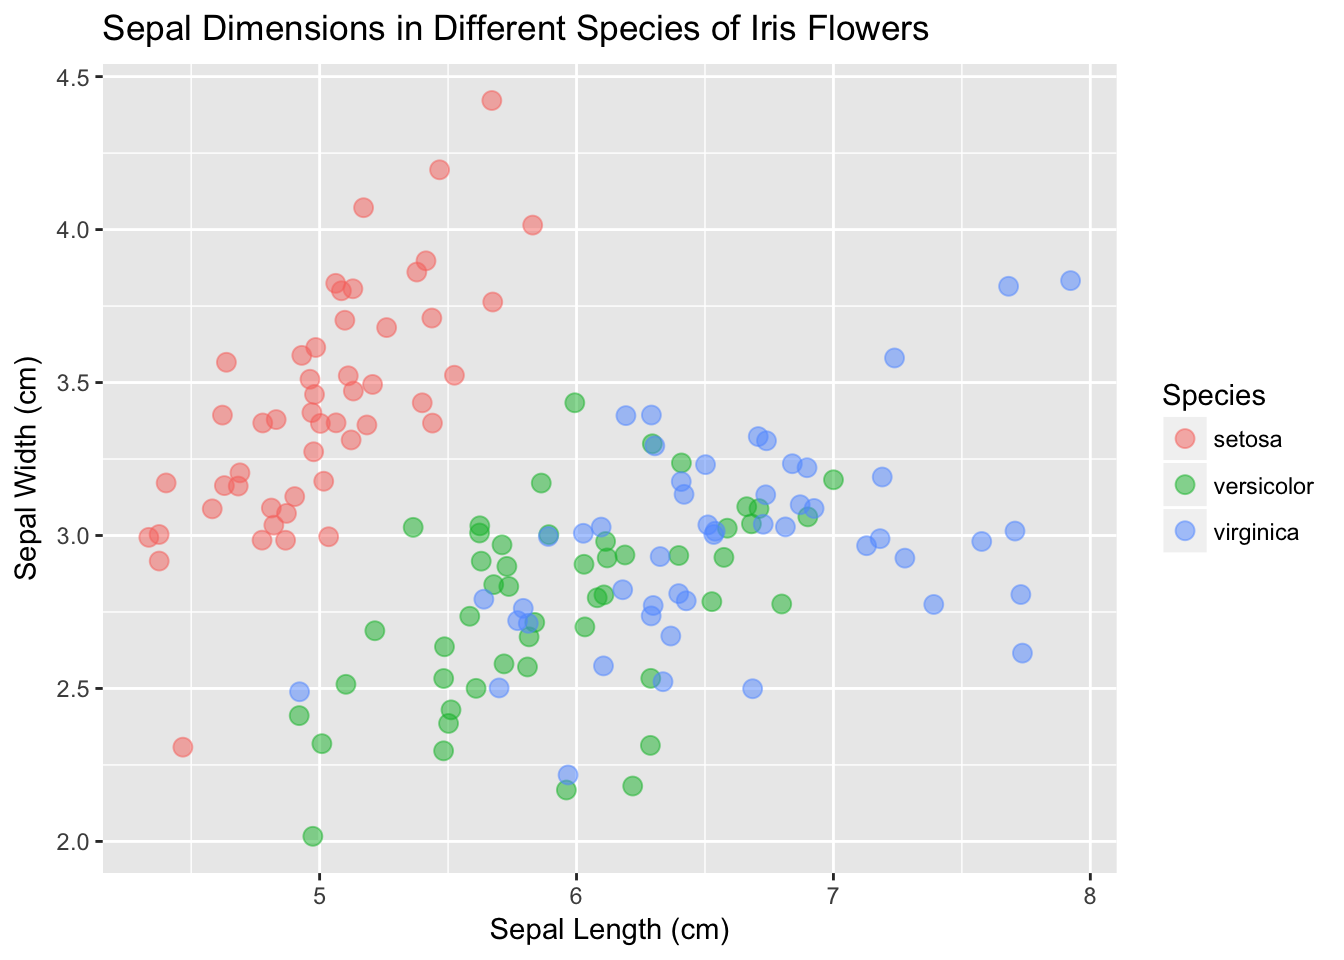 Sepal Dimensions in Different Species of Iris Flowers
4.5
4.0
3.5
3.0
2.5
2.0
Sepal Width (cm)
5 6 7 8
Sepal Length (cm)
Species
setosa
versicolor
virginica